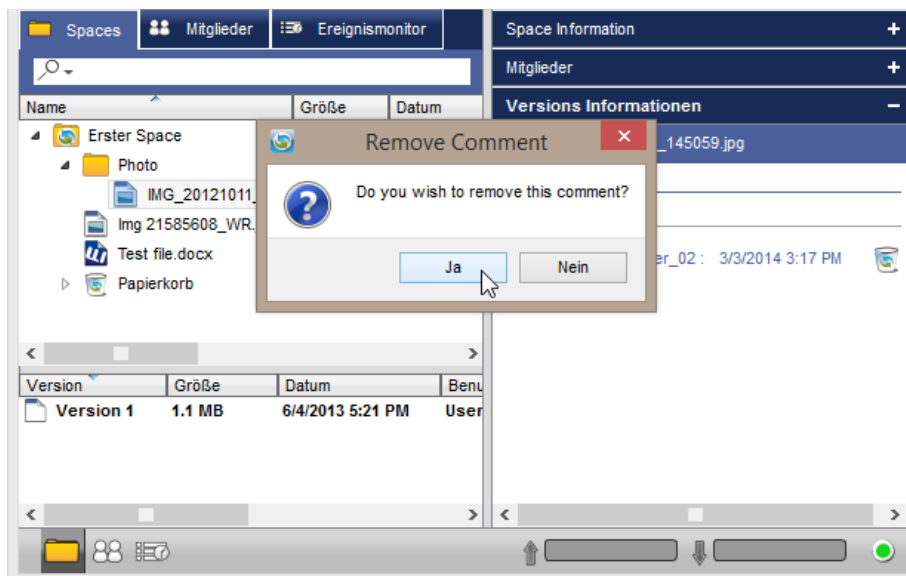 Spaces Mitglieder Ereignismonitor
Space Information +
Mitglieder +
Name Größe Datum
Versions Informationen –
Erster Space
Photo
IMG_20121011_
Img 21585608_WR.
Test file.docx
Papierkorb
_145059.jpg
Remove Comment
Do you wish to remove this comment?
Ja Nein
er_02 : 3/3/2014 3:17 PM
Version Größe Datum Benu
Version 1 1.1 MB 6/4/2013 5:21 PM User